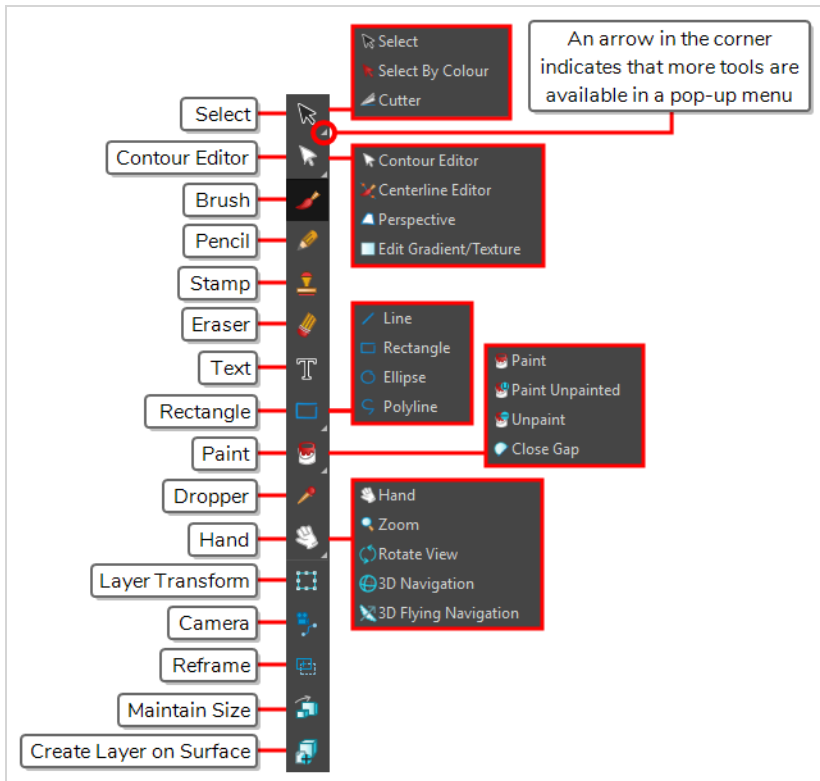 Select
Select By Colour
Cutter
An arrow in the corner
indicates that more tools are
available in a pop-up menu
Select
Contour Editor
Brush
Pencil
Stamp
Eraser
Text
Rectangle
Paint
Dropper
Hand
Layer Transform
Camera
Reframe
Maintain Size
Create Layer on Surface
Contour Editor
Centerline Editor
Perspective
Edit Gradient/Texture
Line
Rectangle
Ellipse
Polyline
Paint
Paint Unpainted
Unpaint
Close Gap
Hand
Zoom
Rotate View
3D Navigation
3D Flying Navigation